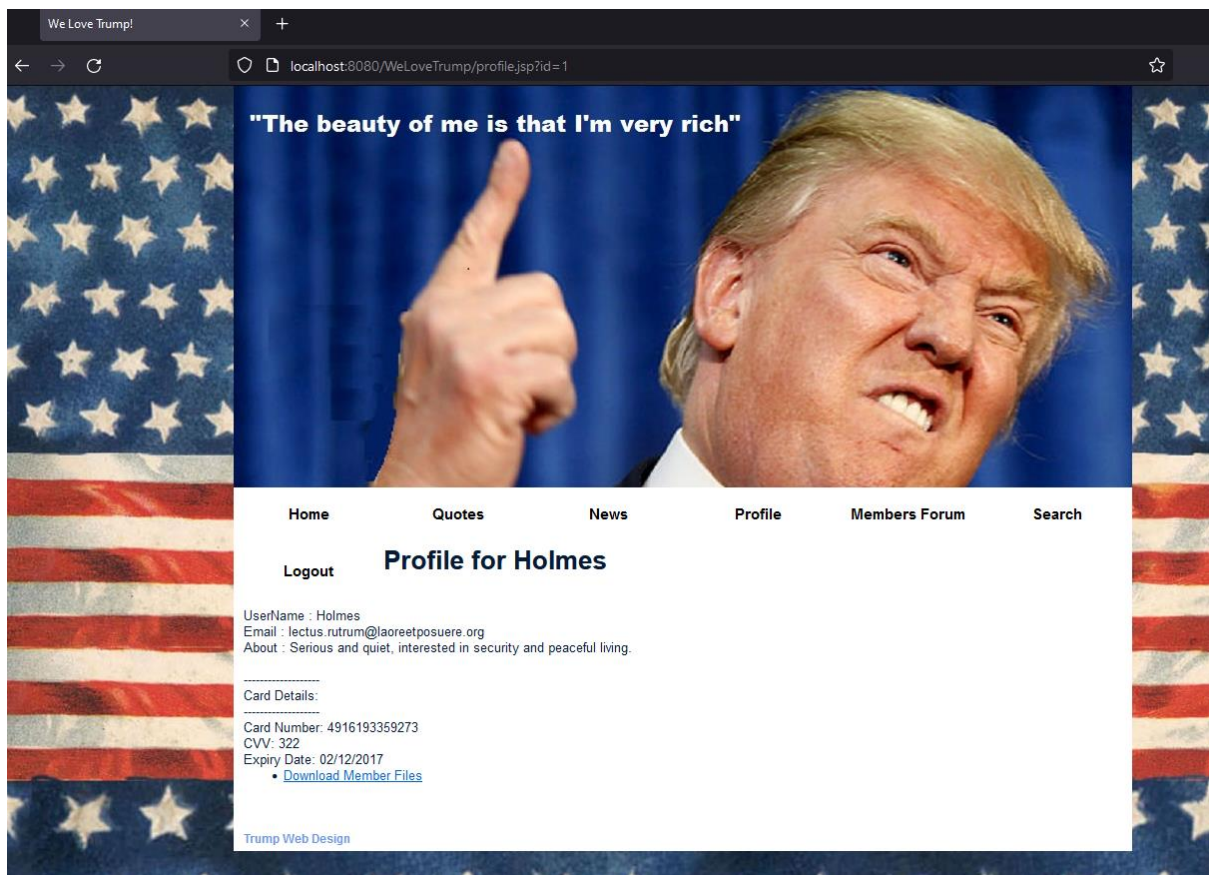 We Love Trump!
localhost:8080/WeLoveTrump/profile.jsp?id=1
"The beauty of me is that I'm very rich"
Home Quotes News Profile Members Forum Search
Logout
Profile for Holmes
UserName : Holmes
Email : lectus.rutrum@laoreetposuere.org
About : Serious and quiet, interested in security and peaceful living.
-------------------
Card Details:
-------------------
Card Number: 4916193359273
CVV: 322
Expiry Date: 02/12/2017
• Download Member Files
Trump Web Design